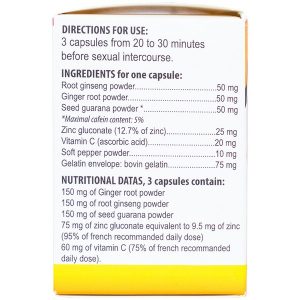 DIRECTIONS FOR USE:
3 capsules from 20 to 30 minutes
before sexual intercourse.
INGREDIENTS for one capsule:
Root ginseng powder 50 mg
Ginger root powder 50 mg
Seed guarana powder * 50 mg
*Maximal cafein content: 5%
Zinc gluconate (12.7% of zinc) 25 mg
Vitamin C (ascorbic acid) 20 mg
Soft pepper powder 10 mg
Gelatin envelope: bovin gelatin 75 mg
NUTRITIONAL DATAS, 3 capsules contain:
150 mg of Ginger root powder
150 mg of root ginseng powder
150 mg of seed guarana powder
75 mg of zinc gluconate equivalent to 9.5 mg of zinc
(95% of french recommanded daily dose)
60 mg of vitamin C (75% of french recommanded
daily dose).